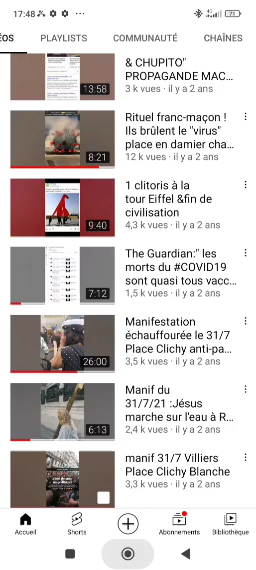 17:48
73
ÉOS PLAYLISTS COMMUNAUTÉ CHAÎNES
& CHUPITO"
PROPAGANDE MAC…
3 k vues · il y a 2 ans
13:58
Rituel franc-maçon !
Ils brûlent le "virus"
place en damier cha…
12 k vues · il y a 2 ans
8:21
1 clitoris à la
tour Eiffel &fin de
civilisation
4,3 k vues · il y a 2 ans
9:40
The Guardian:" les
morts du #COVID19
sont quasi tous vacc…
1,5 k vues · il y a 2 ans
7:12
Manifestation
échauffourée le 31/7
Place Clichy anti-pa…
3,5 k vues · il y a 2 ans
26:00
Manif du
31/7/21 :Jésus
marche sur l'eau à R…
2,4 k vues · il y a 2 ans
6:13
manif 31/7 Villiers
Place Clichy Blanche
3,3 k vues · il y a 2 ans
Accueil Shorts Abonnements Bibliothèque